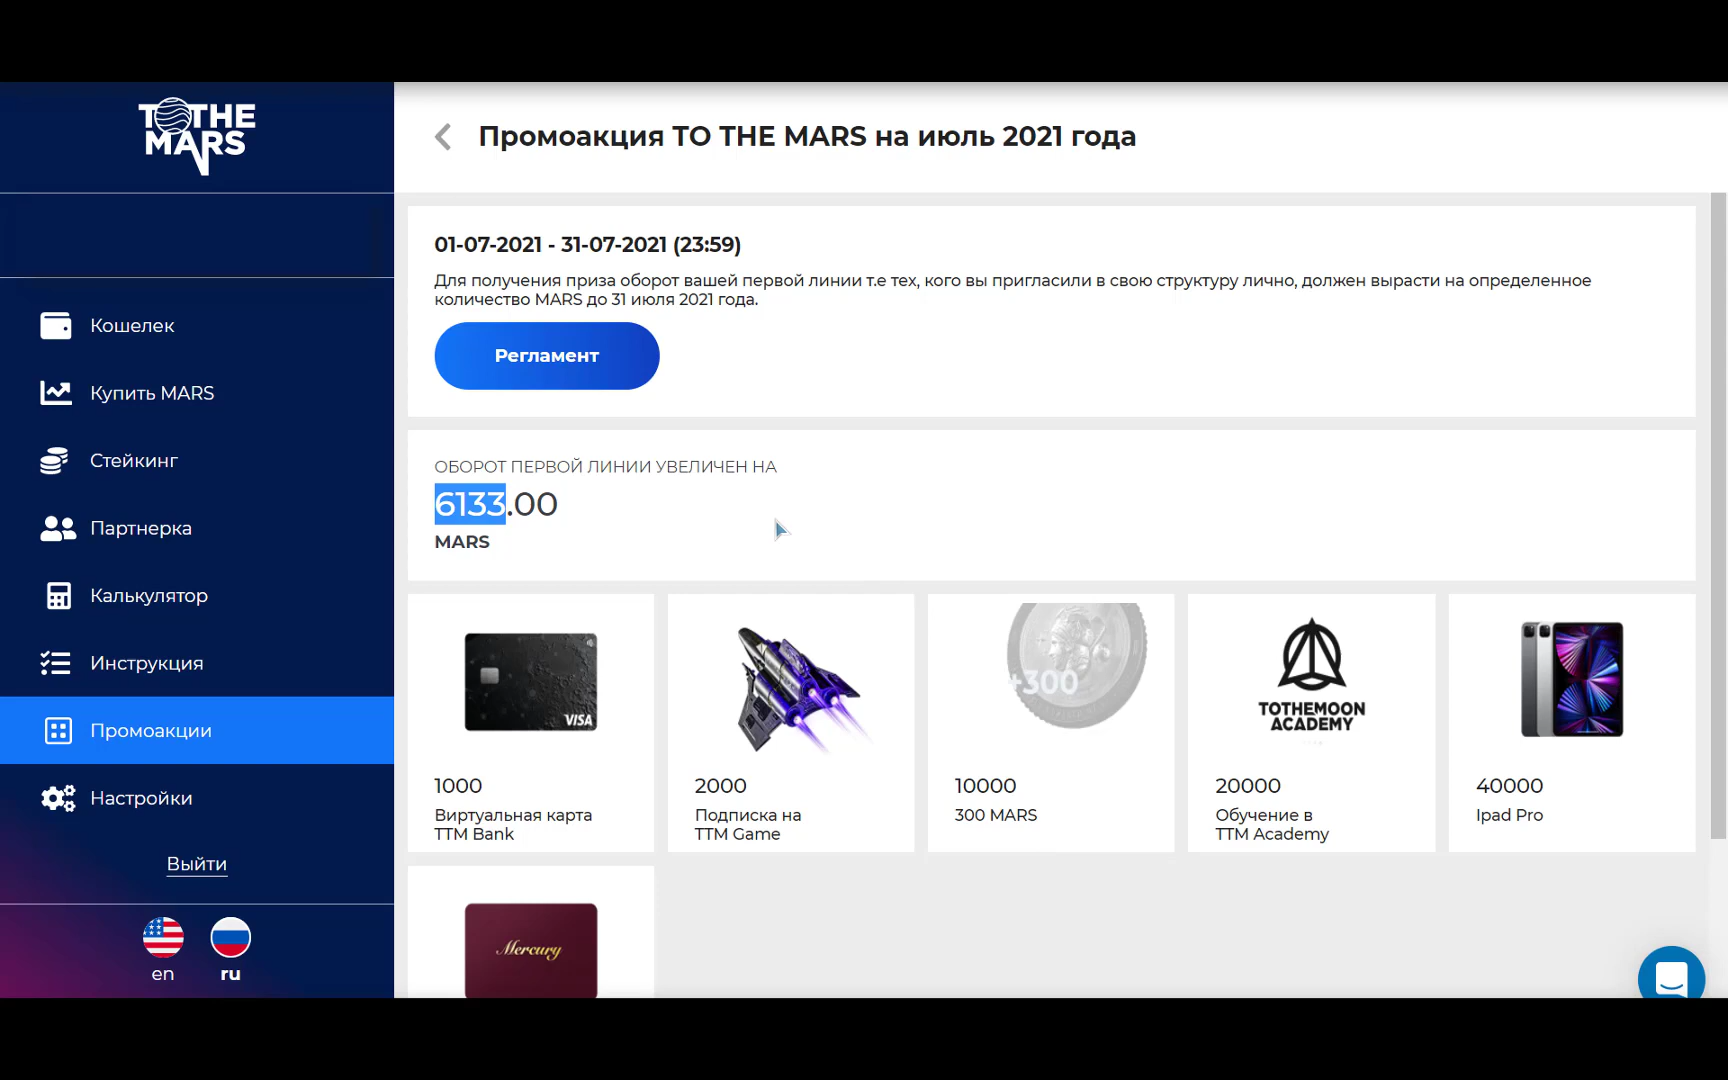 TOTHE
MARS
Кошелек
Купить MARS
Стейкинг
Партнерка
Калькулятор
Инструкция
Промоакции
Настройки
Выйти
en
ru
Промоакция TO THE MARS на июль 2021 года
01-07-2021 - 31-07-2021 (23:59)
Для получения приза оборот вашей первой линии т.е тех, кого вы пригласили в свою структуру лично, должен вырасти на определенное
количество MARS до 31 июля 2021 года.
Регламент
ОБОРОТ ПЕРВОЙ ЛИНИИ УВЕЛИЧЕН НА
6133.00
MARS
VISA
1000
Виртуальная карта
TTM Bank
2000
Подписка на
TTM Game
+300
10000
300 MARS
TOTHEMOON
ACADEMY
20000
Обучение в
TTM Academy
40000
Ipad Pro
Mercury